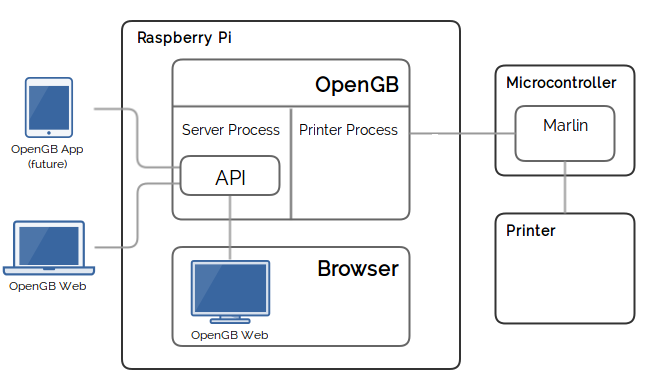 Raspberry Pi
OpenGB
Server Process
Printer Process
API
Browser
OpenGB Web
OpenGB App
(future)
OpenGB Web
Microcontroller
Marlin
Printer